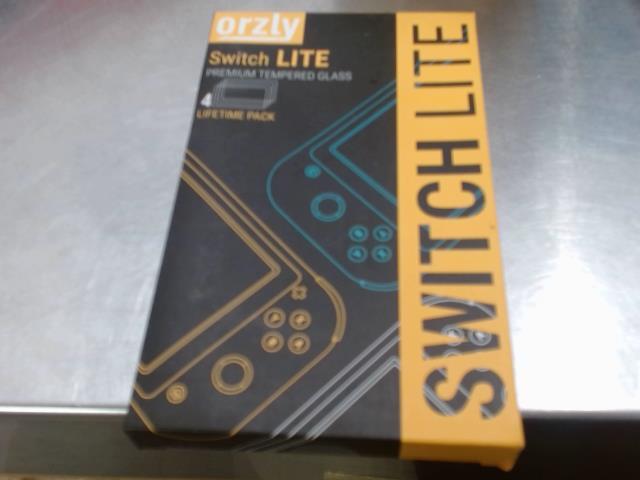 orzly
Switch LITE
PREMIUM TEMPERED GLASS
4
LIFETIME PACK
SWITCH LITE